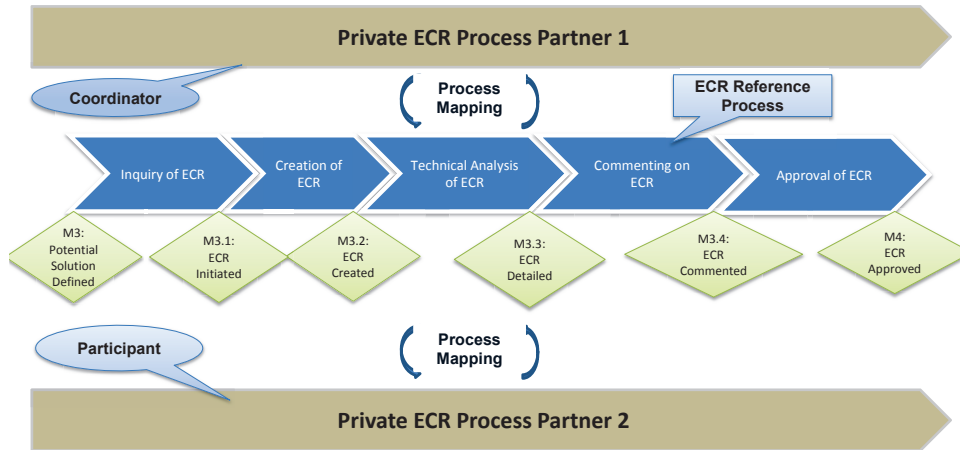 Private ECR Process Partner 1
Coordinator
Process
Mapping
ECR Reference
Process
Inquiry of ECR
Creation of
ECR
Technical Analysis
of ECR
Commenting on
ECR
Approval of ECR
M3:
Potential
Solution
Defined
M3.1:
ECR
Initiated
M3.2:
ECR
Created
M3.3:
ECR
Detailed
M3.4:
ECR
Commented
M4:
ECR
Approved
Participant
Process
Mapping
Private ECR Process Partner 2